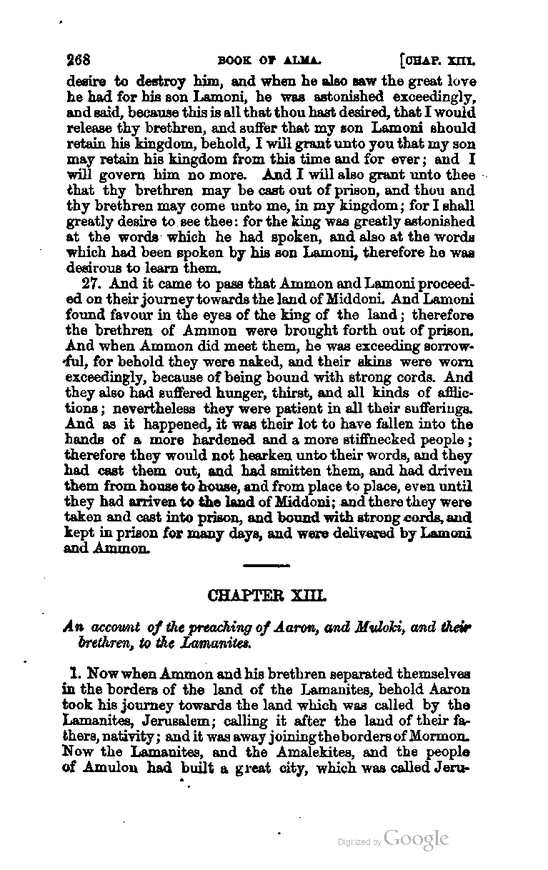 268 BOOK OF ALMA. [CHAP. XIII.
desire to destroy him, and when he also saw the great love
he had for his son Lamoni, he was astonished exceedingly,
and said, because this is all that thou hast desired, that I would
release thy brethren, and suffer that my son Lamoni should
retain his kingdom, behold, I will grant unto you that my son
may retain his kingdom from this time and for ever; and I
will govern him no more. And I will also grant unto thee
that thy brethren may be cast out of prison, and thou and
thy brethren may come unto me, in my kingdom; for I shall
greatly desire to see thee: for the king was greatly astonished
at the words which he had spoken, and also at the words
which had been spoken by his son Lamoni, therefore he was
desirous to learn them.
27. And it came to pass that Ammon and Lamoni proceed-
ed on their journey towards the land of Middoni. And Lamoni
found favour in the eyes of the king of the land; therefore
the brethren of Ammon were brought forth out of prison.
And when Ammon did meet them, he was exceeding sorrow-
ful, for behold they were naked, and their skins were worn
exceedingly, because of being bound with strong cords. And
they also had suffered hunger, thirst, and all kinds of afflic-
tions; nevertheless they were patient in all their sufferings.
And as it happened, it was their lot to have fallen into the
hands of a more hardened and a more stiffnecked people;
therefore they would not hearken unto their words, and they
had cast them out, and had smitten them, and had driven
them from house to house, and from place to place, even until
they had arriven to the land of Middoni; and there they were
taken and cast into prison, and bound with strong cords, and
kept in prison for many days, and were delivered by Lamoni
and Ammon.
CHAPTER XIII.
An account of the preaching of Aaron, and Muloki, and their
brethren, to the Lamanites.
1. Now when Ammon and his brethren separated themselves
in the borders of the land of the Lamanites, behold Aaron
took his journey towards the land which was called by the
Lamanites, Jerusalem; calling it after the land of their fa-
thers, nativity; and it was away joining the borders of Mormon.
Now the Lamanites, and the Amalekites, and the people
of Amulon had built a great city, which was called Jeru-
Digitized by Google